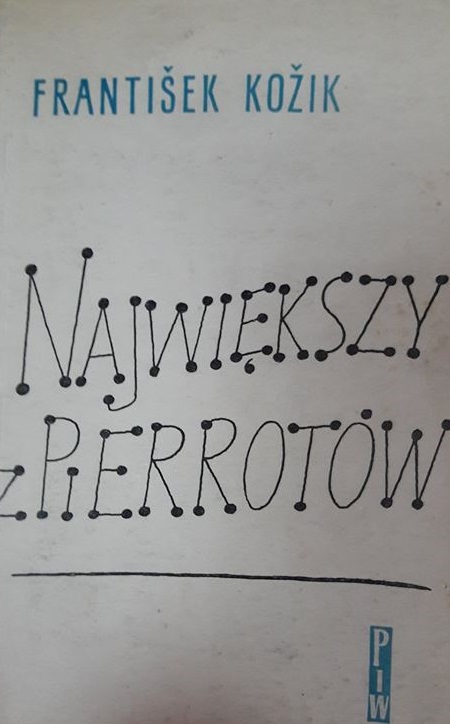 FRANTIŠEK KOŽIK
NAJWIĘKSZY
Z PIERROTÓW
PIW